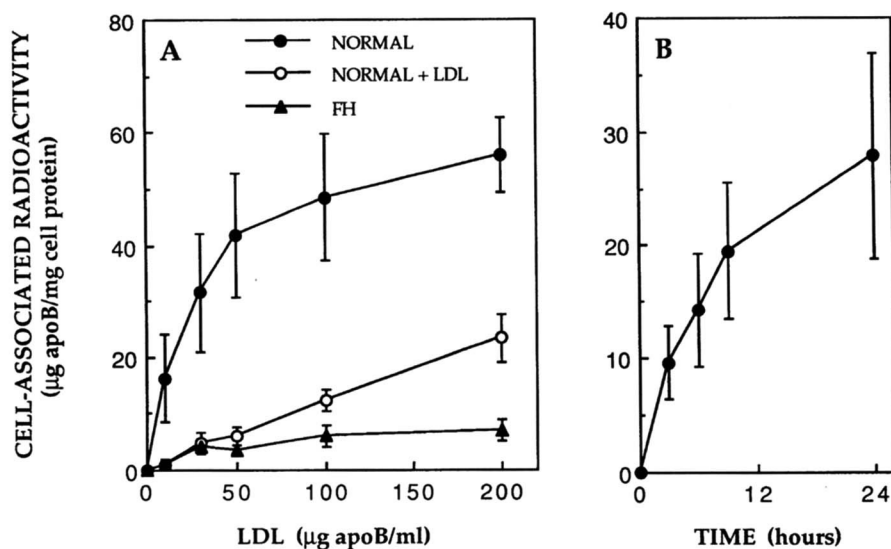 CELL-ASSOCIATED RADIOACTIVITY
(µg apoB/mg cell protein)
A
NORMAL
NORMAL + LDL
FH
80
60
40
20
0
0
50
100
150
200
LDL (µg apoB/ml)
B
40
30
20
10
0
0
12
24
TIME (hours)